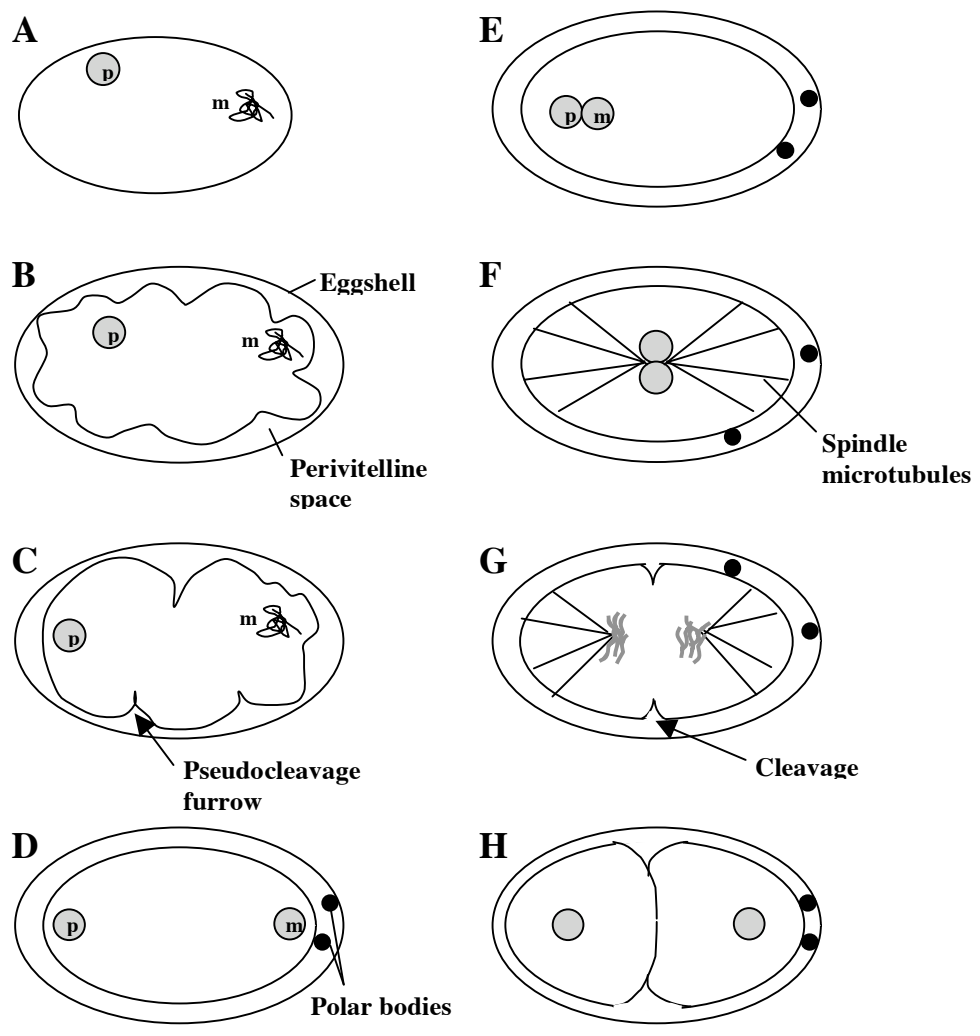 A
p
m
B
Eggshell
p
m
Perivitelline
space
C
p
m
Pseudocleavage
furrow
D
p
m
Polar bodies
E
p
m
F
Spindle
microtubules
G
Cleavage
H